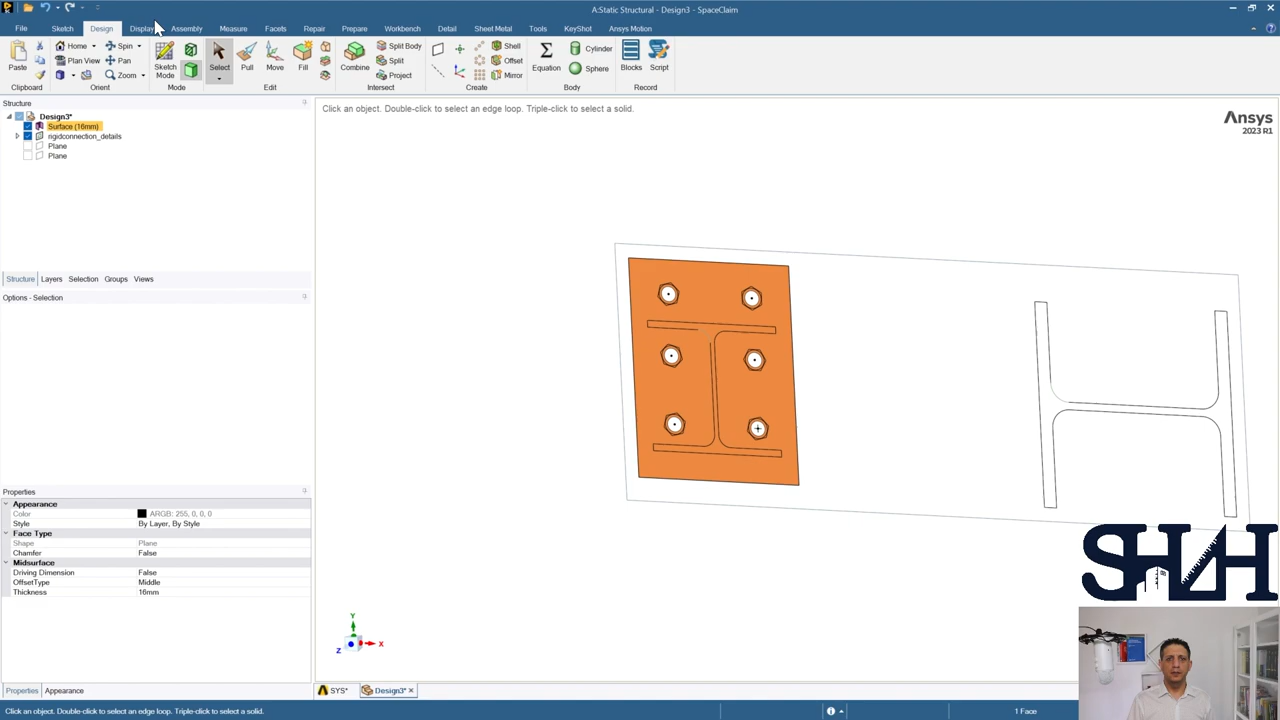 A:Static Structural - Design3 - SpaceClaim
File Sketch Design Display Assembly Measure Facets Repair Prepare Workbench Detail Sheet Metal Tools KeyShot Ansys Motion
Home Spin Split Body Shell Cylinder
Plan View Pan Split Offset Sphere
Zoom Project Mirror
Paste Sketch Mode Select Pull Move Fill Combine Equation Blocks Script
Clipboard Orient Mode Edit Intersect Create Body Record
Structure
Click an object. Double-click to select an edge loop. Triple-click to select a solid.
Design3*
Surface (16mm)
rigidconnection_details
Plane
Plane
Ansys
2023 R1
Structure Layers Selection Groups Views
Options - Selection
Properties
Appearance
Color ARGB: 255, 0, 0, 0
Style By Layer, By Style
Face Type
Shape Plane
Chamfer False
Midsurface
Driving Dimension False
OffsetType Middle
Thickness 16mm
Y
X
Z
SHZH
Properties Appearance
SYS* Design3*
Click an object. Double-click to select an edge loop. Triple-click to select a solid. 1 Face